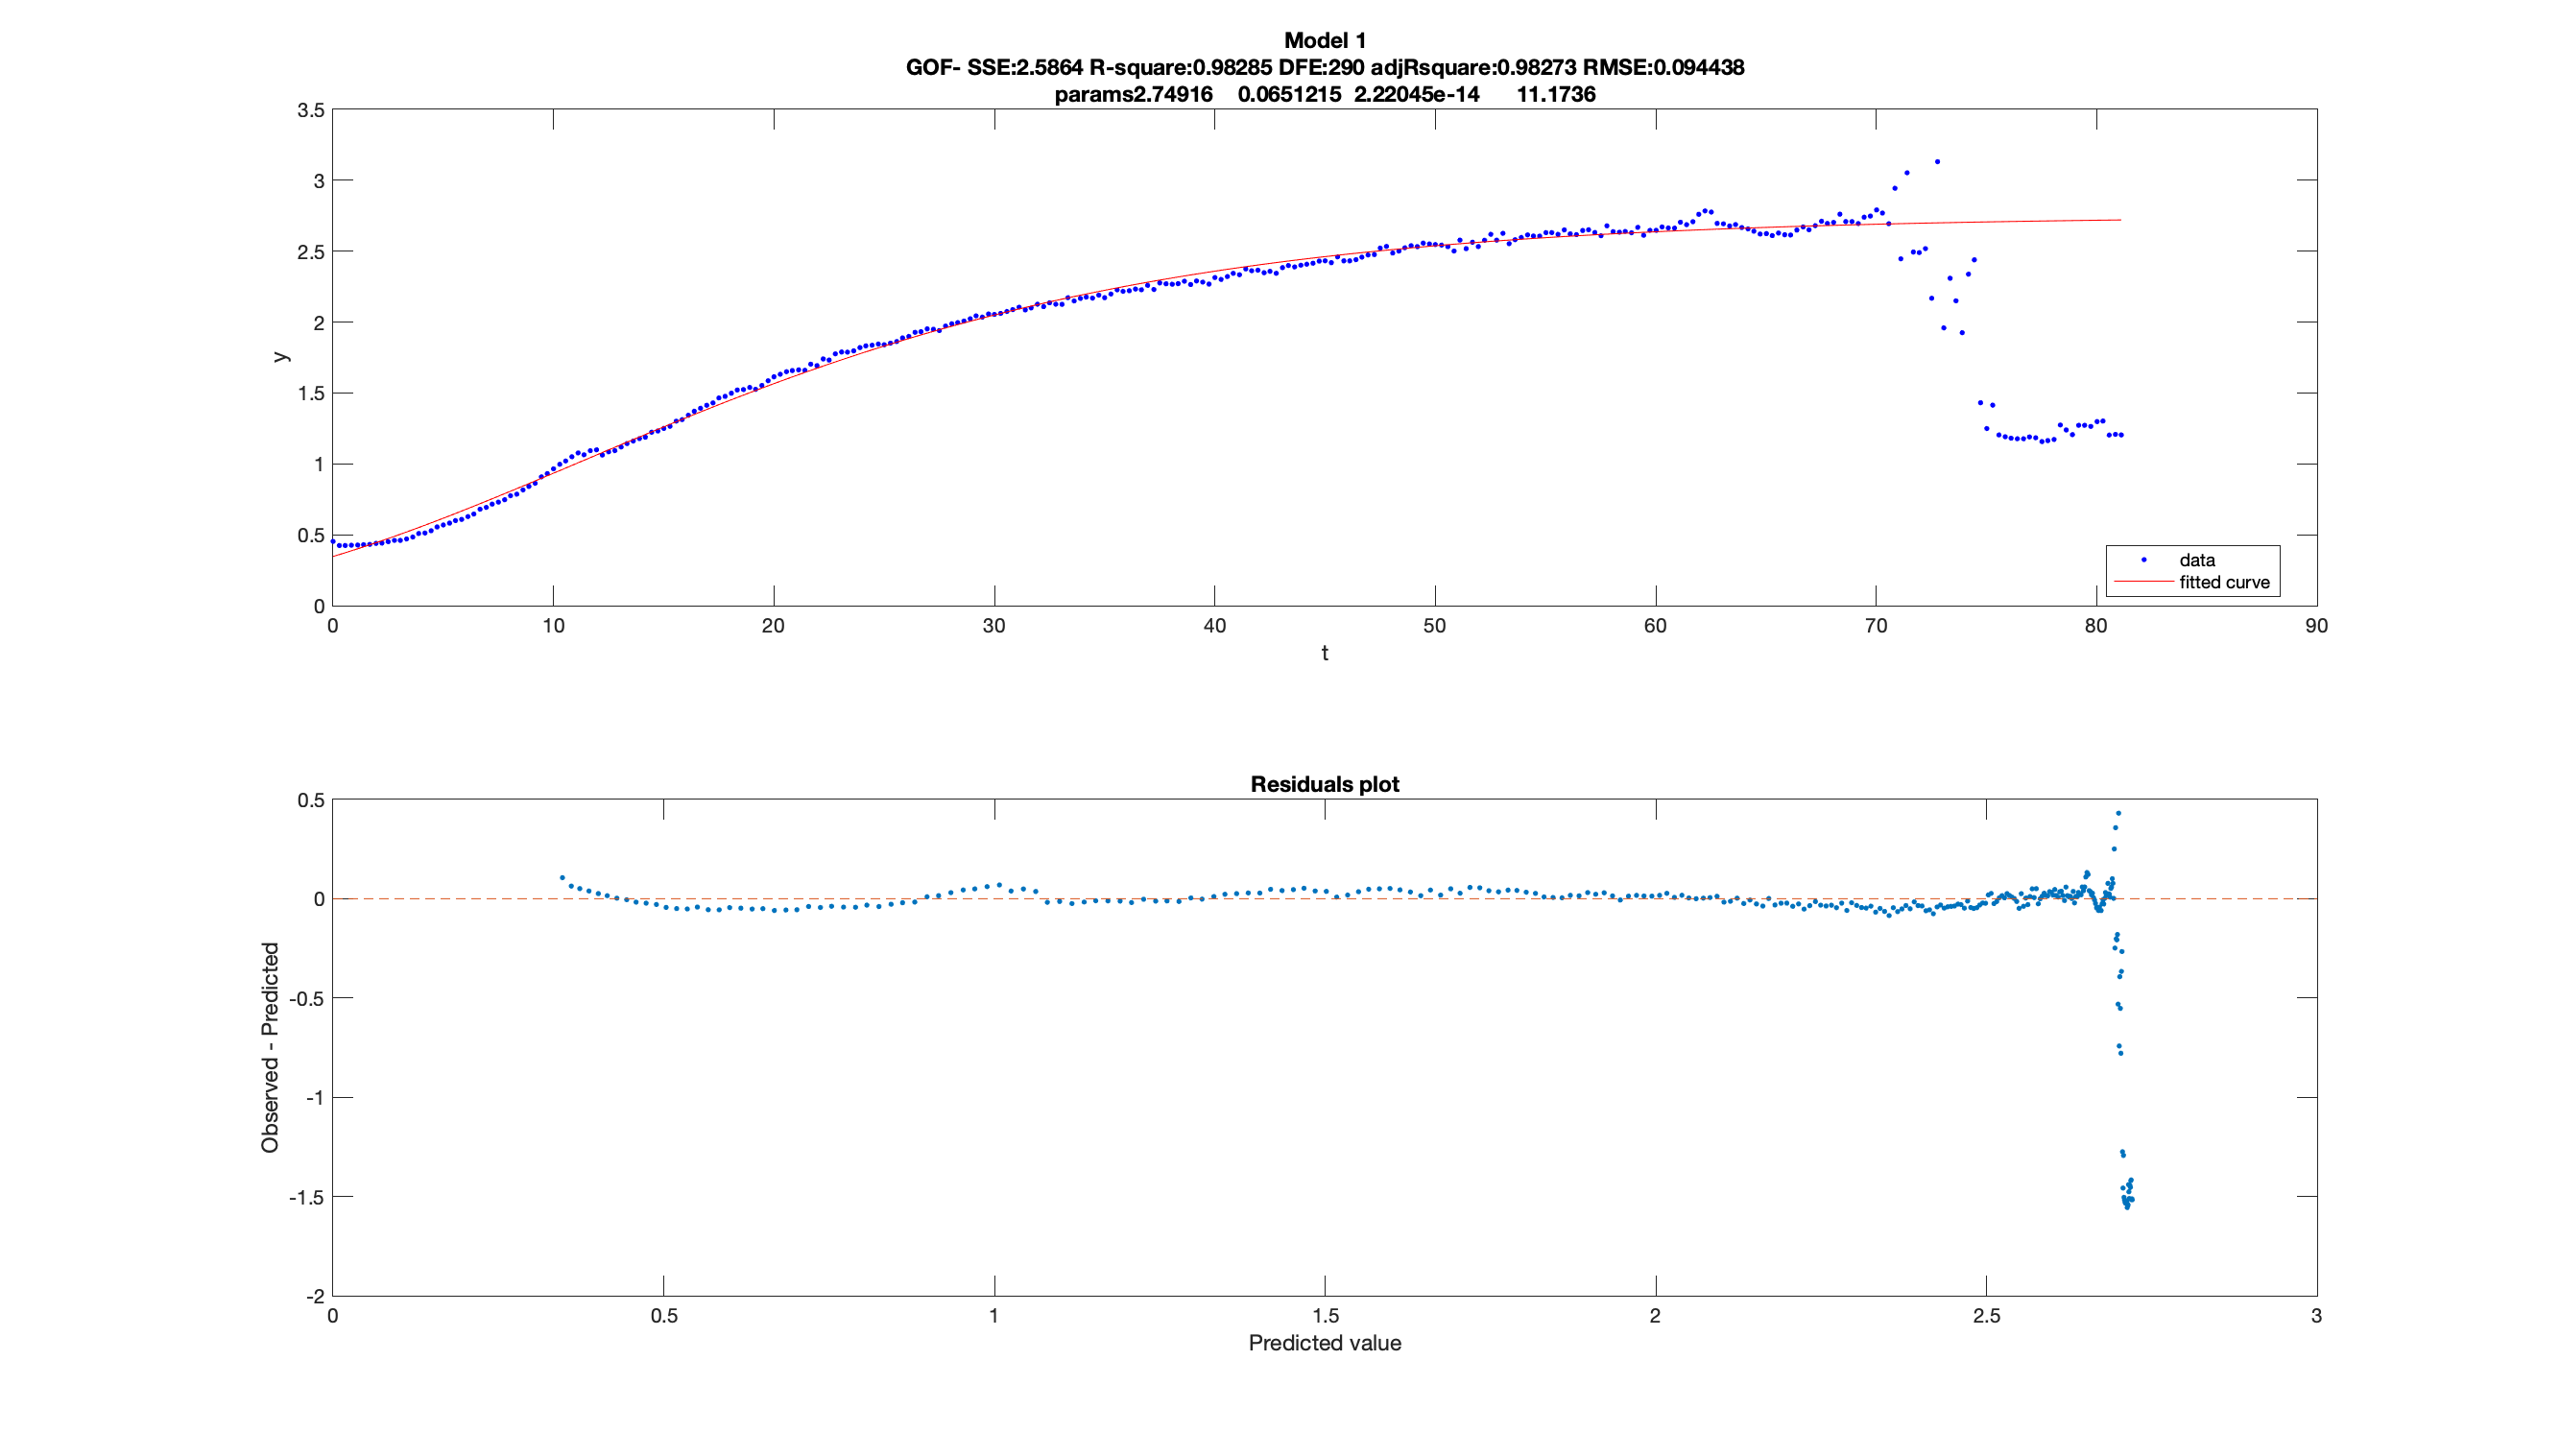 Model 1
GOF- SSE:2.5864 R-square:0.98285 DFE:290 adjRsquare:0.98273 RMSE:0.094438
params2.74916 0.0651215 2.22045e-14 11.1736
3.5
3
2.5
2
1.5
1
0.5
0
y
0 10 20 30 40 50 60 70 80 90
t
data
fitted curve
Residuals plot
0.5
0
-0.5
-1
-1.5
-2
Observed - Predicted
0 0.5 1 1.5 2 2.5 3
Predicted value